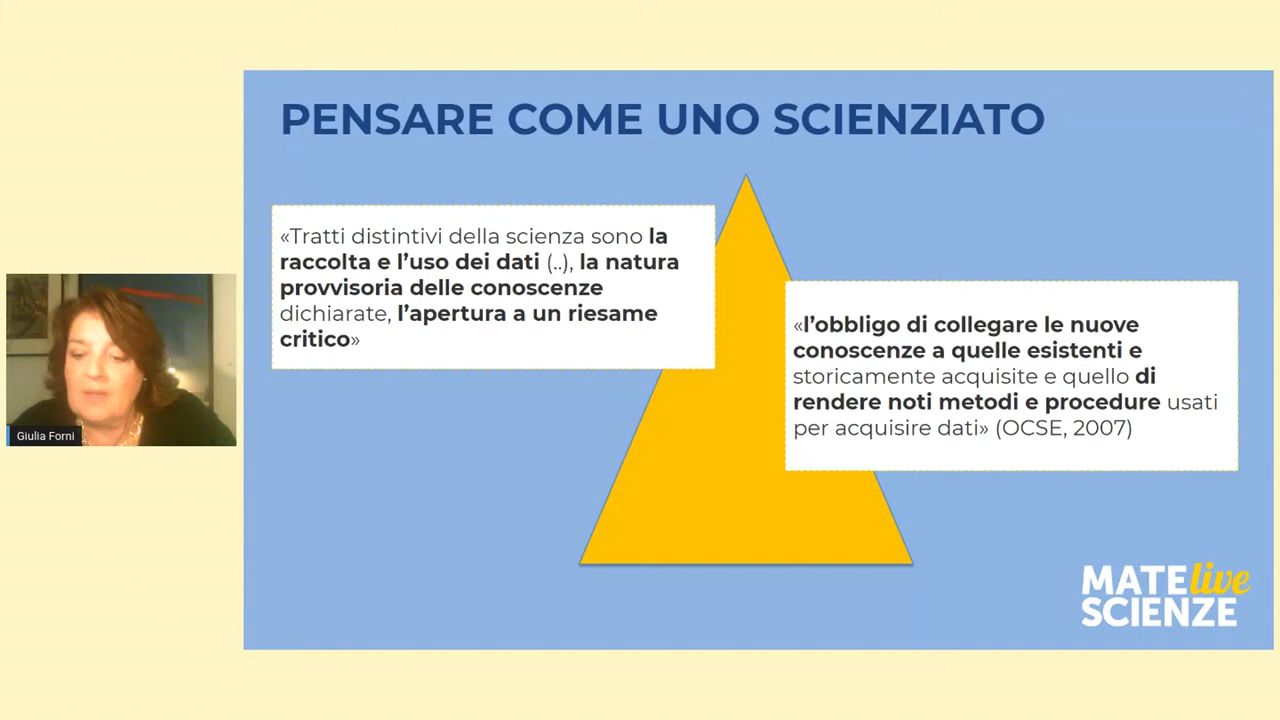 PENSARE COME UNO SCIENZIATO
«Tratti distintivi della scienza sono la
raccolta e l’uso dei dati (..), la natura
provvisoria delle conoscenze
dichiarate, l’apertura a un riesame
critico»
«l’obbligo di collegare le nuove
conoscenze a quelle esistenti e
storicamente acquisite e quello di
rendere noti metodi e procedure usati
per acquisire dati» (OCSE, 2007)
Giulia Forni
MATE live
SCIENZE